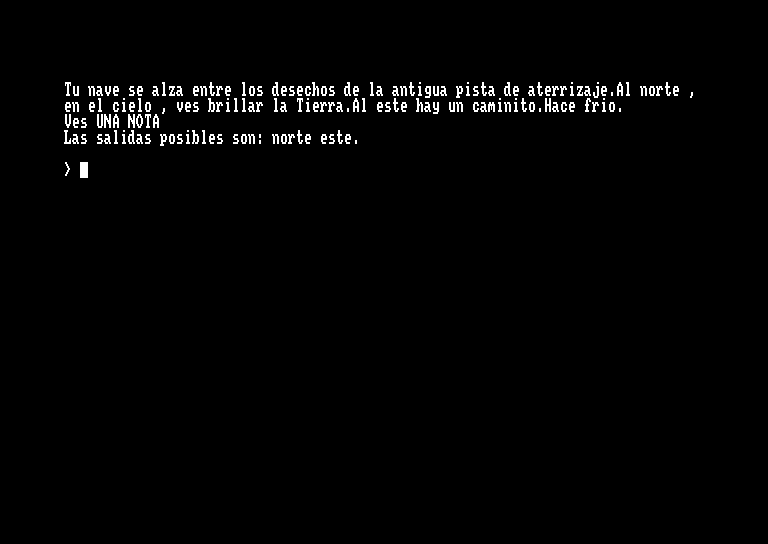 Tu nave se alza entre los desechos de la antigua pista de aterrizaje.Al norte ,
en el cielo , ves brillar la Tierra.Al este hay un caminito.Hace frio.
Ves UNA NOTA
Las salidas posibles son: norte este.
>